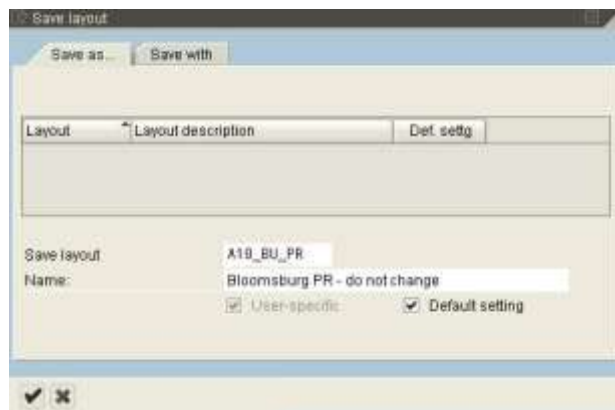 Save layout
Save as... Save with
Layout Layout description Def. settg
Save layout A19_BU_PR
Name: Bloomsburg PR - do not change
User-specific Default setting